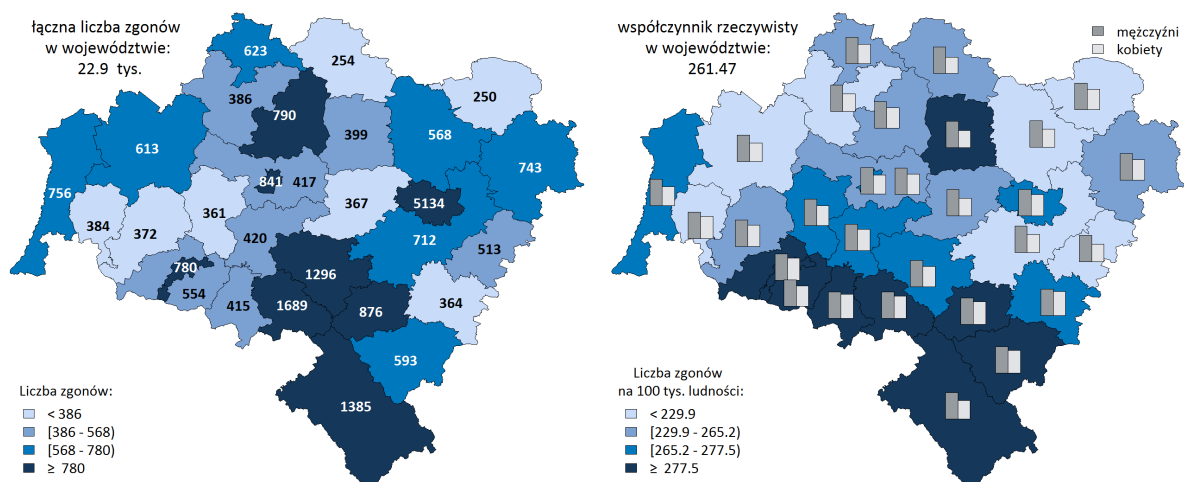 łączna liczba zgonów
w województwie:
22.9 tys.
623
254
386
790
250
399
568
613
743
841
417
756
367
5134
361
384
372
420
712
513
780
1296
554
415
1689
876
364
593
1385
Liczba zgonów:
< 386
[386 - 568)
[568 - 780)
≥ 780
współczynnik rzeczywisty
w województwie:
261.47
mężczyźni
kobiety
Liczba zgonów
na 100 tys. ludności:
< 229.9
[229.9 - 265.2)
[265.2 - 277.5)
≥ 277.5